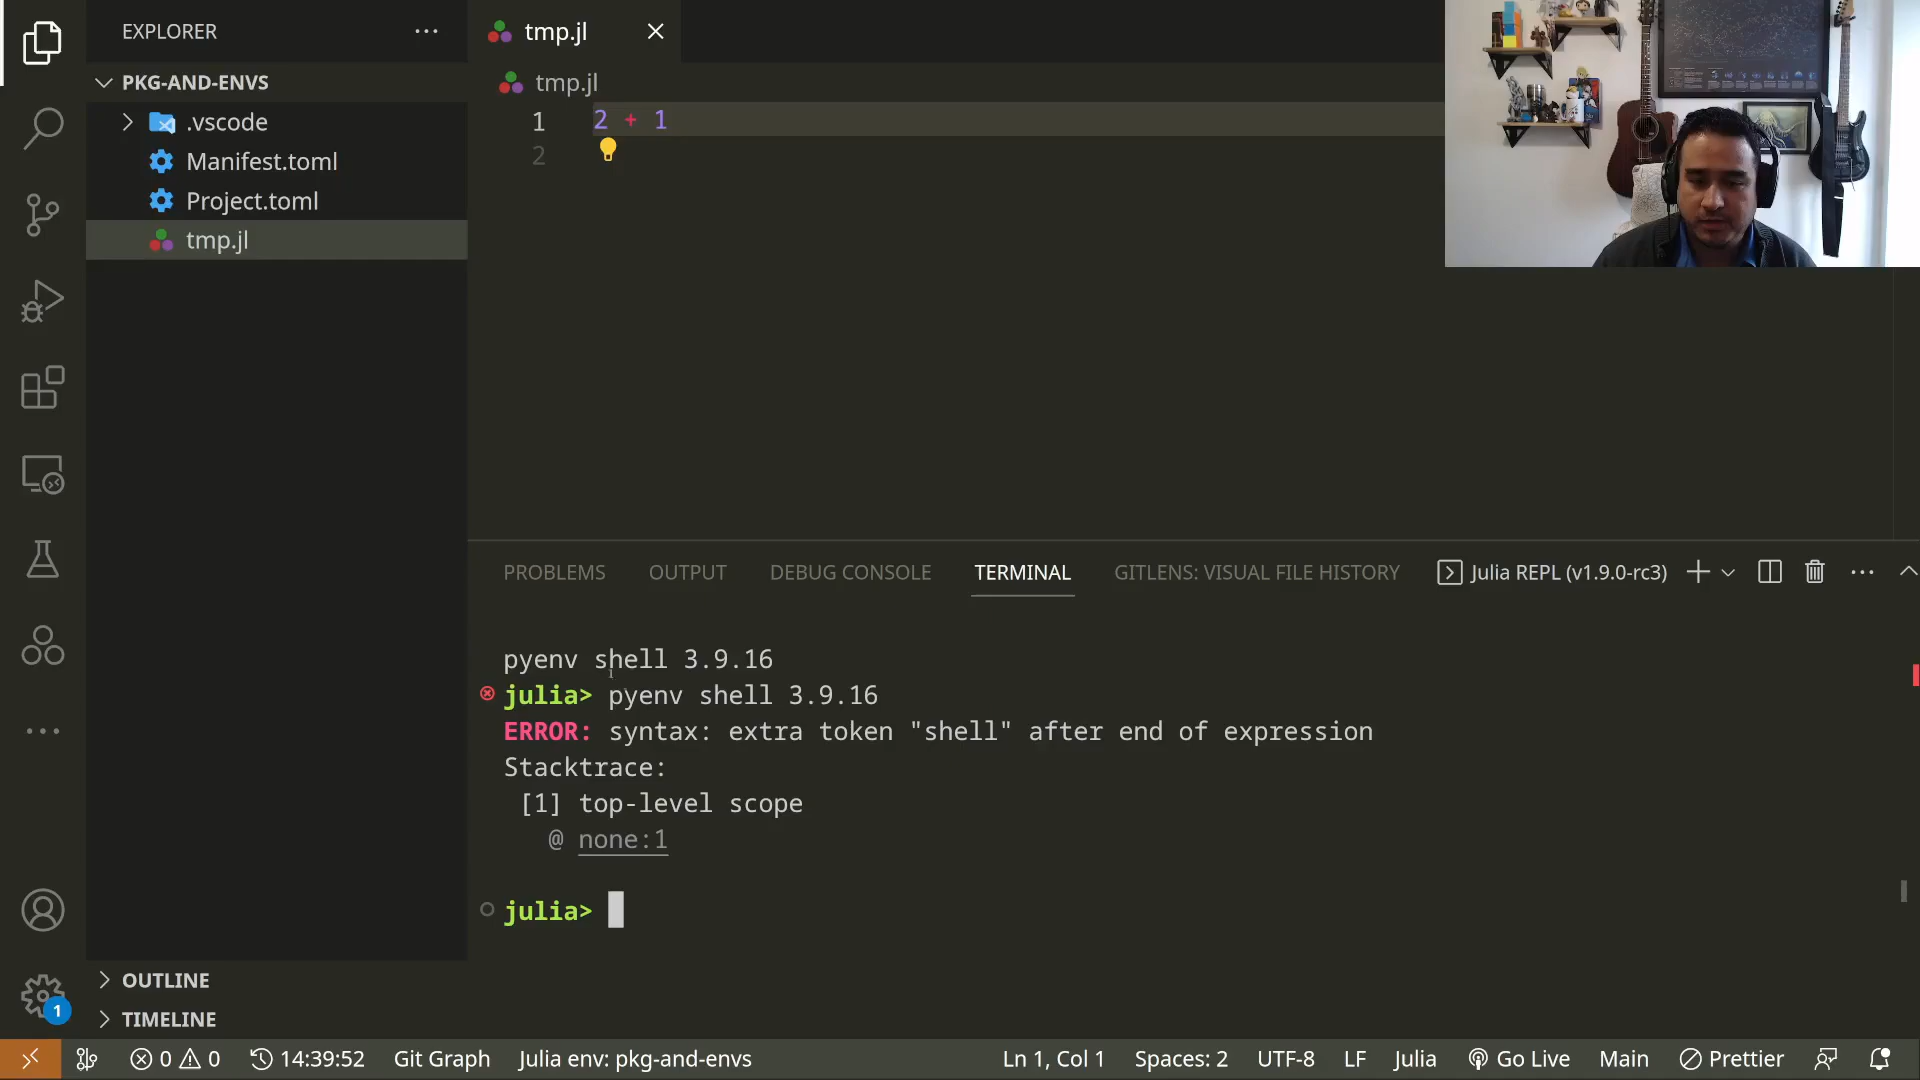 EXPLORER
PKG-AND-ENVS
.vscode
Manifest.toml
Project.toml
tmp.jl
OUTLINE
TIMELINE
tmp.jl
tmp.jl
1 2 + 1
2
PROBLEMS OUTPUT DEBUG CONSOLE TERMINAL GITLENS: VISUAL FILE HISTORY Julia REPL (v1.9.0-rc3)
pyenv shell 3.9.16
julia> pyenv shell 3.9.16
ERROR: syntax: extra token "shell" after end of expression
Stacktrace:
[1] top-level scope
@ none:1
julia>
1
0 0 14:39:52 Git Graph Julia env: pkg-and-envs Ln 1, Col 1 Spaces: 2 UTF-8 LF Julia Go Live Main Prettier